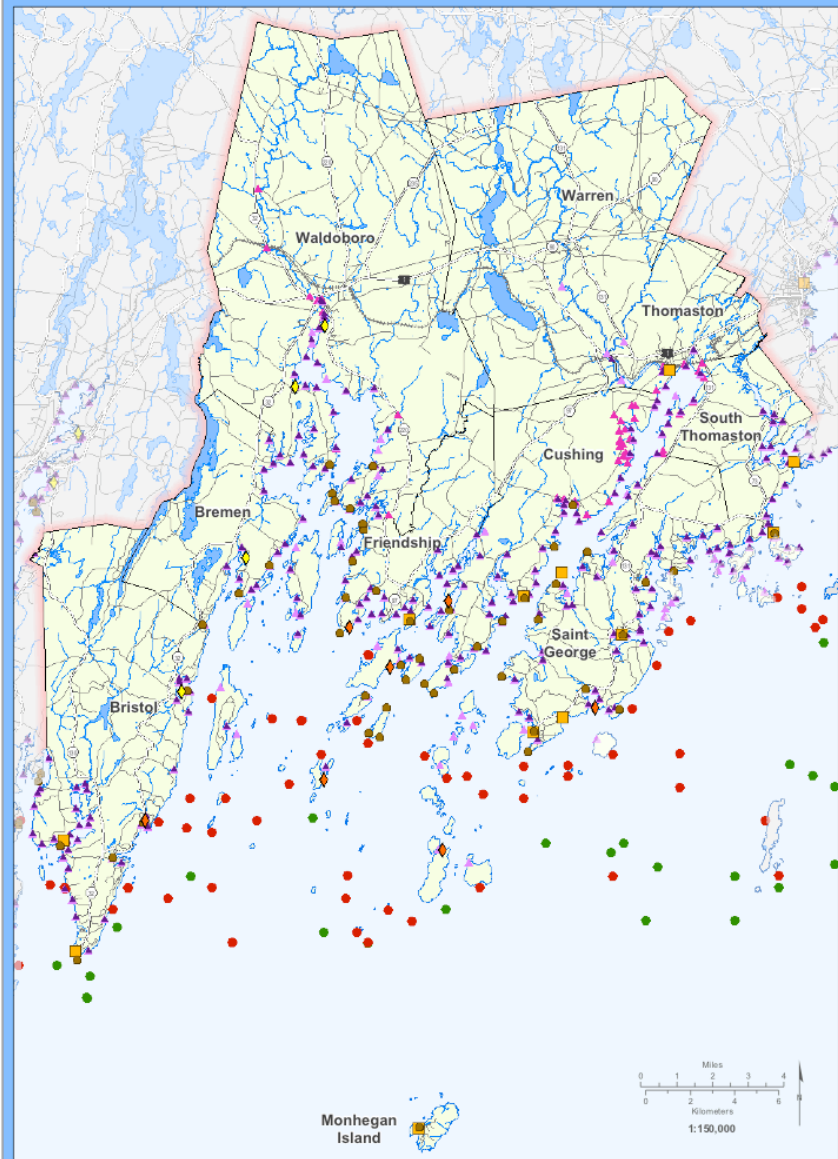 Waldoboro
Warren
Thomaston
South
Thomaston
Cushing
Bremen
Friendship
Saint
George
Bristol
Miles
0 1 2 3 4
0 2 4 6
Kilometers
N
1:150,000
Monhegan
Island